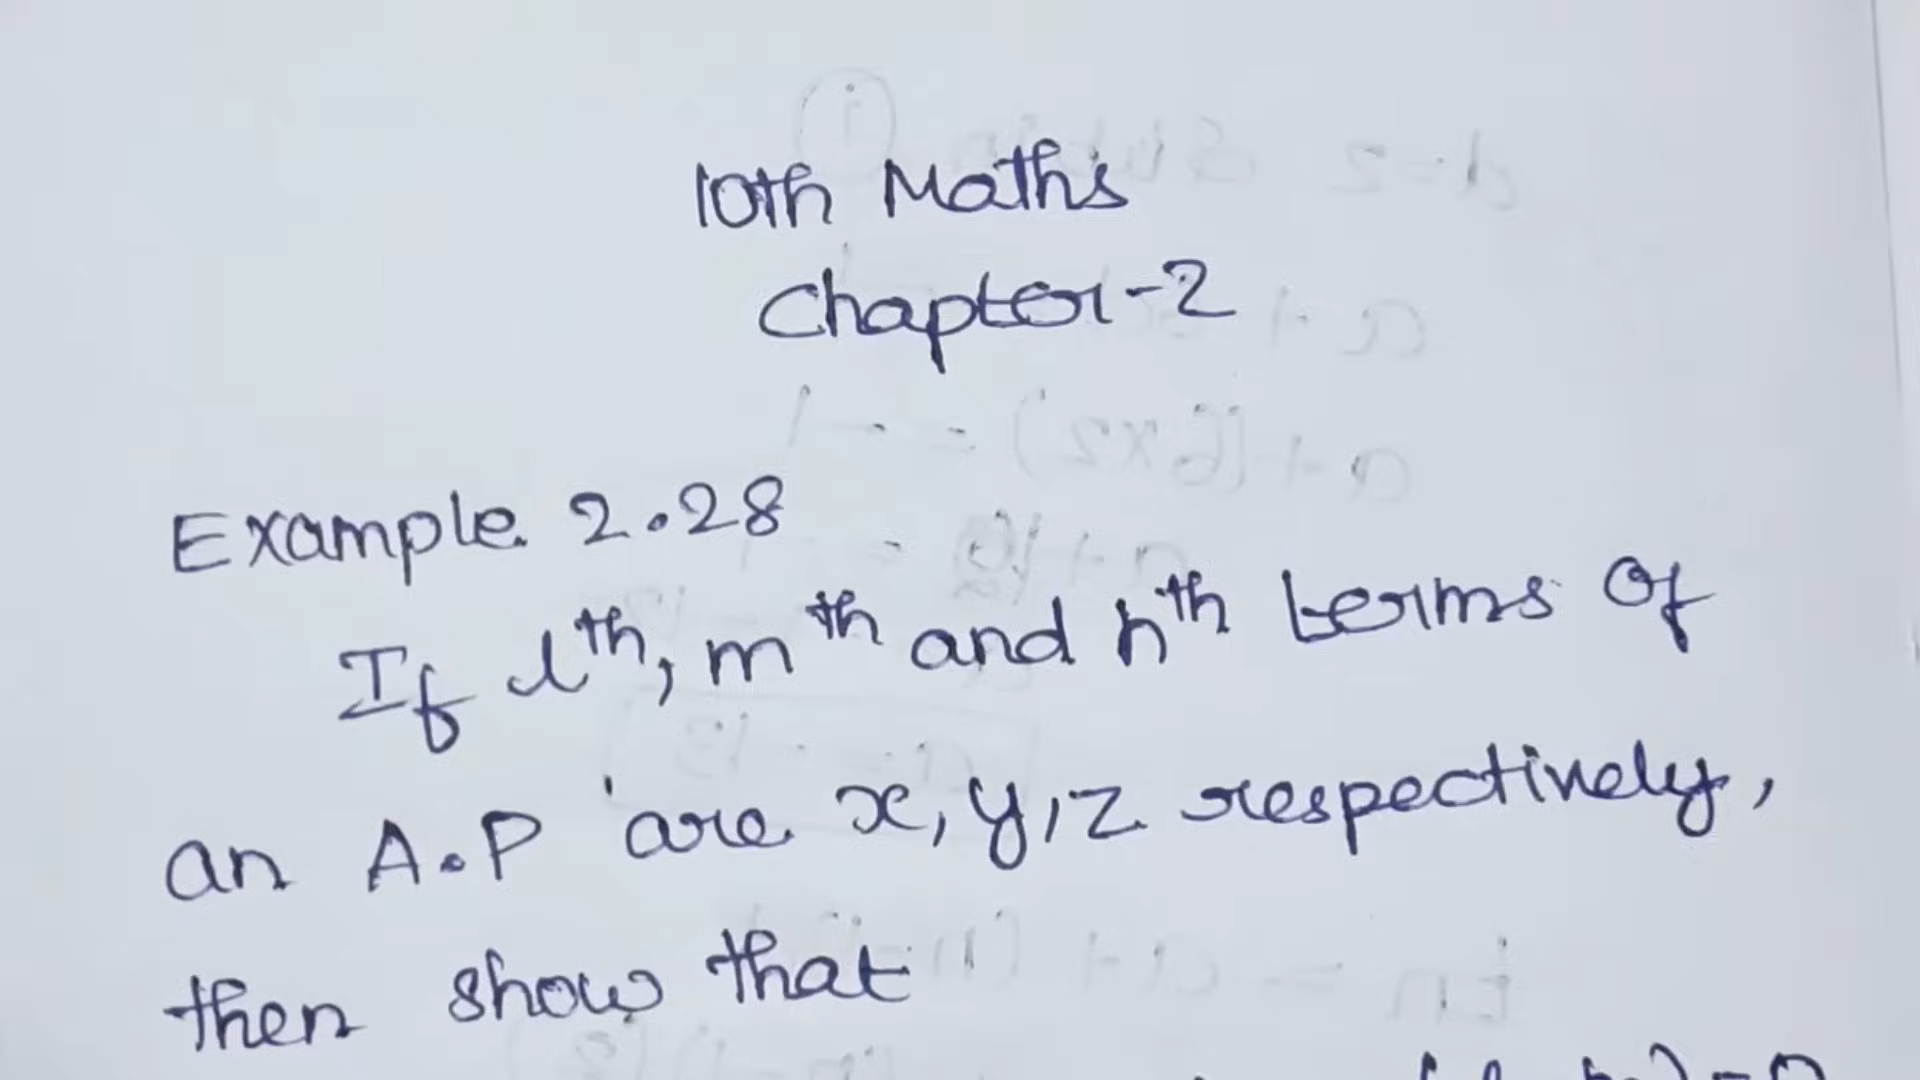 10th Maths
Chapter-2
Example 2.28
If lth, mth and nth terms of
an A.P are x, y, z respectively,
then show that